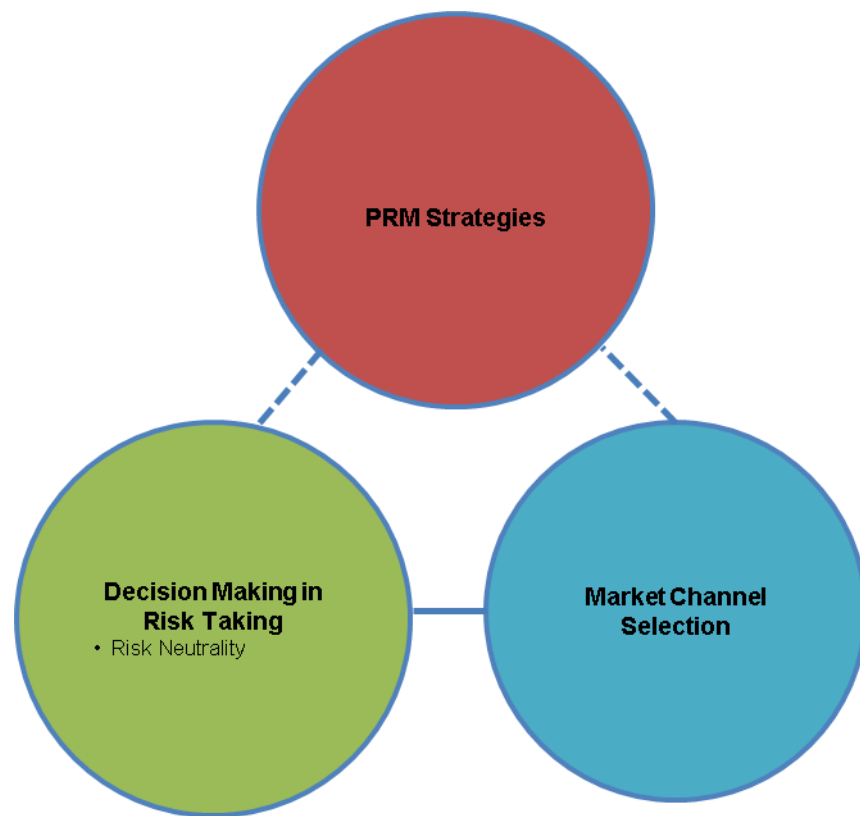 PRM Strategies
Decision Making in
Risk Taking
• Risk Neutrality
Market Channel
Selection